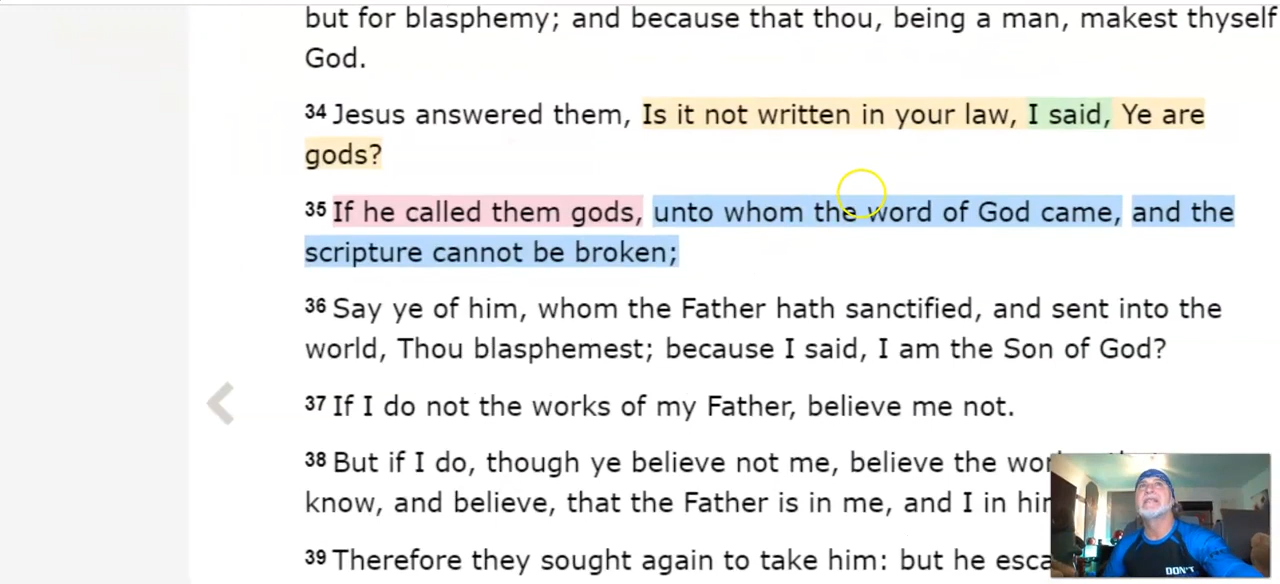 but for blasphemy; and because that thou, being a man, makest thyself
God.
34 Jesus answered them, Is it not written in your law, I said, Ye are
gods?
35 If he called them gods, unto whom the word of God came, and the
scripture cannot be broken;
36 Say ye of him, whom the Father hath sanctified, and sent into the
world, Thou blasphemest; because I said, I am the Son of God?
37 If I do not the works of my Father, believe me not.
38 But if I do, though ye believe not me, believe the
know, and believe, that the Father is in me, and I in
39 Therefore they sought again to take him: but he
DON'T